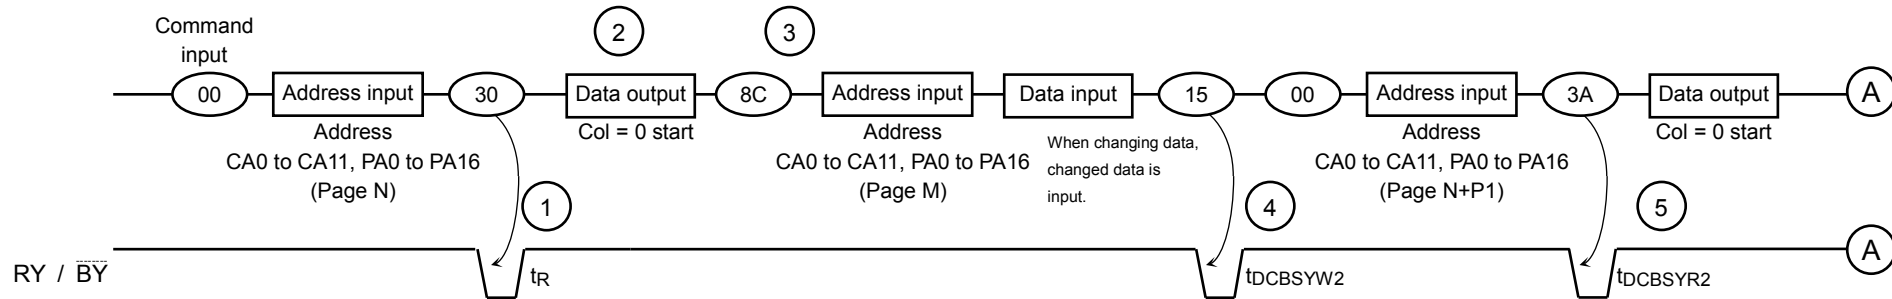 Command
input
2
3
00
Address input
30
Data output
8C
Address input
Data input
15
00
Address input
3A
Data output
A
Address
CA0 to CA11, PA0 to PA16
(Page N)
Col = 0 start
Address
CA0 to CA11, PA0 to PA16
(Page M)
When changing data,
changed data is
input.
Address
CA0 to CA11, PA0 to PA16
(Page N+P1)
Col = 0 start
1
4
5
RY / BY
tR
tDCBSYW2
tDCBSYR2
A